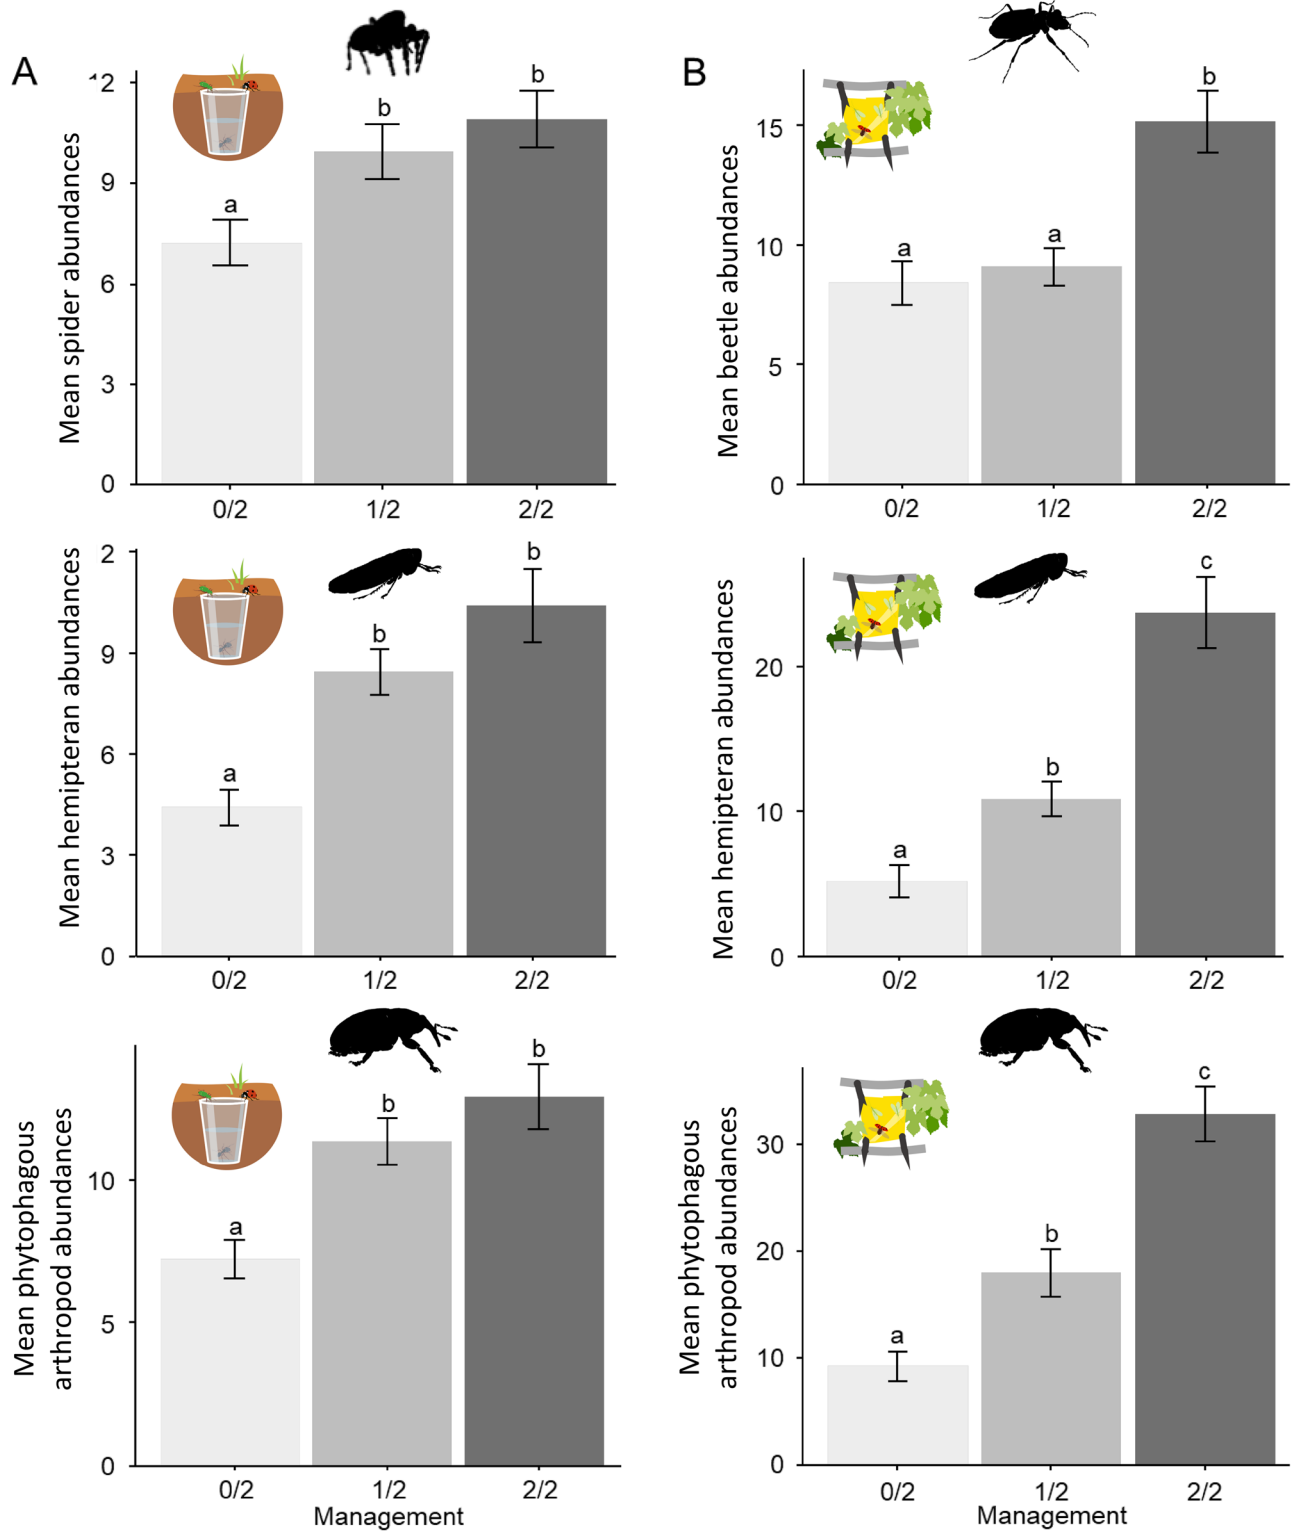 A
B
Mean spider abundances
12
9
6
3
0
a
b
b
0/2
1/2
2/2
Mean beetle abundances
15
10
5
0
a
a
b
0/2
1/2
2/2
Mean hemipteran abundances
2
9
6
3
0
a
b
b
0/2
1/2
2/2
Mean hemipteran abundances
20
10
0
a
b
c
0/2
1/2
2/2
Mean phytophagous
arthropod abundances
10
5
0
a
b
b
0/2
1/2
2/2
Management
Mean phytophagous
arthropod abundances
30
20
10
0
a
b
c
0/2
1/2
2/2
Management